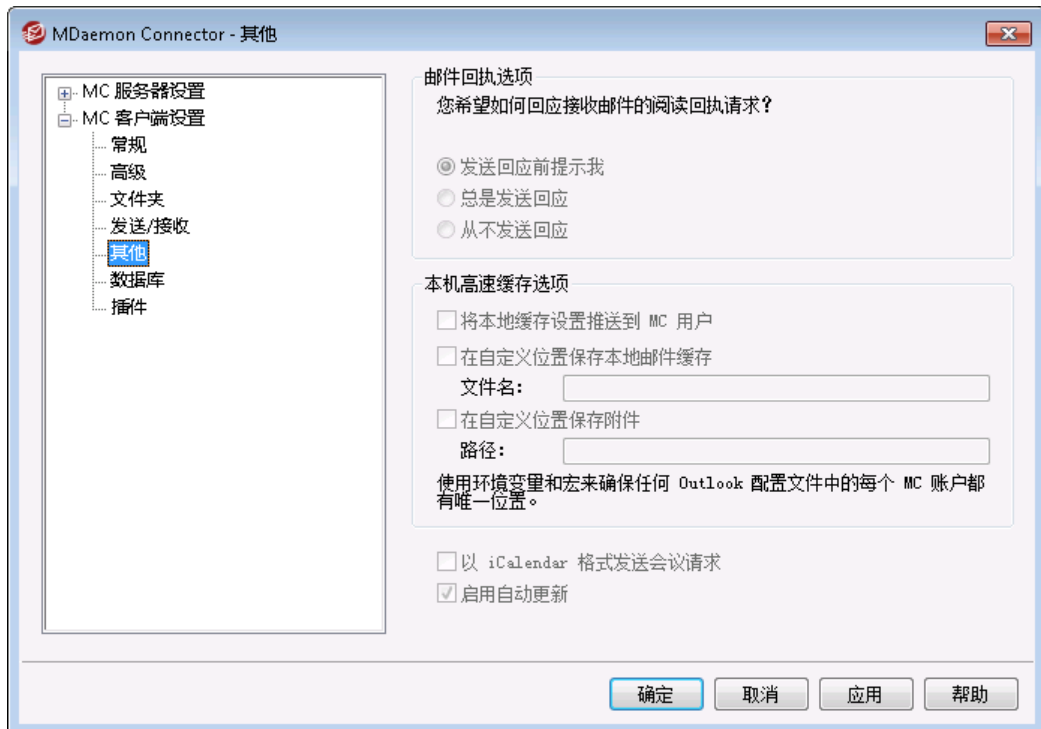 MDaemon Connector - 其他
MC 服务器设置
MC 客户端设置
常规
高级
文件夹
发送/接收
其他
数据库
插件
邮件回执选项
您希望如何回应接收邮件的阅读回执请求?
发送回应前提示我
总是发送回应
从不发送回应
本机高速缓存选项
将本地缓存设置推送到 MC 用户
在自定义位置保存本地邮件缓存
文件名:
在自定义位置保存附件
路径:
使用环境变量和宏来确保任何 Outlook 配置文件中的每个 MC 账户都
有唯一位置。
以 iCalendar 格式发送会议请求
启用自动更新
确定
取消
应用
帮助